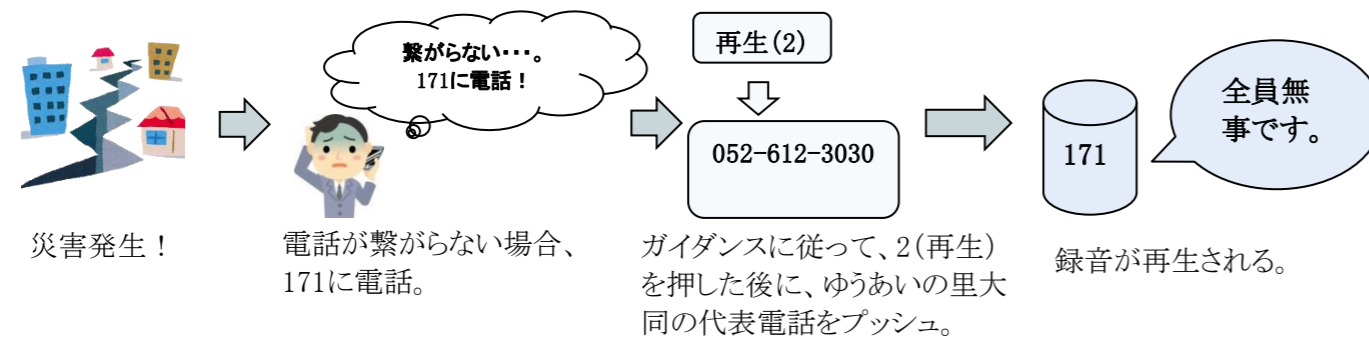 繋がらない・・・。
171に電話！
再生(2)
052-612-3030
171
全員無
事です。
災害発生！
電話が繋がらない場合、
171に電話。
ガイダンスに従って、2(再生)
を押した後に、ゆうあいの里大
同の代表電話をプッシュ。
録音が再生される。